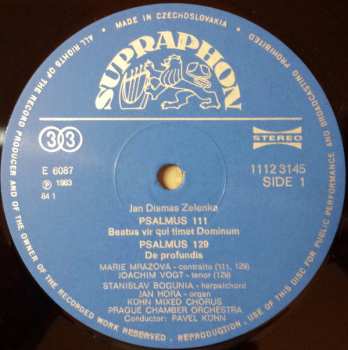 MADE IN CZECHOSLOVAKIA
ALL RIGHTS OF THE RECORD PRODUCER AND OF THE OWNER OF THE RECORDED WORK RESERVED. REPRODUCTION, USE OF THIS DISC FOR PUBLIC PERFORMANCE AND BROADCASTING PROHIBITED
SUPRAPHON
33
STEREO
E 6087
1112 3145
℗ 1983
SIDE 1
84 1
Jan Dismas Zelenka
PSALMUS 111
Beatus vir qui timet Dominum
PSALMUS 129
De profundis
MARIE MRAZOVÁ - contralto (111, 129)
JOACHIM VOGT - tenor (129)
STANISLAV BOGUNIA - harpsichord
JAN HORA - organ
KÜHN MIXED CHORUS
PRAGUE CHAMBER ORCHESTRA
Conductor: PAVEL KÜHN